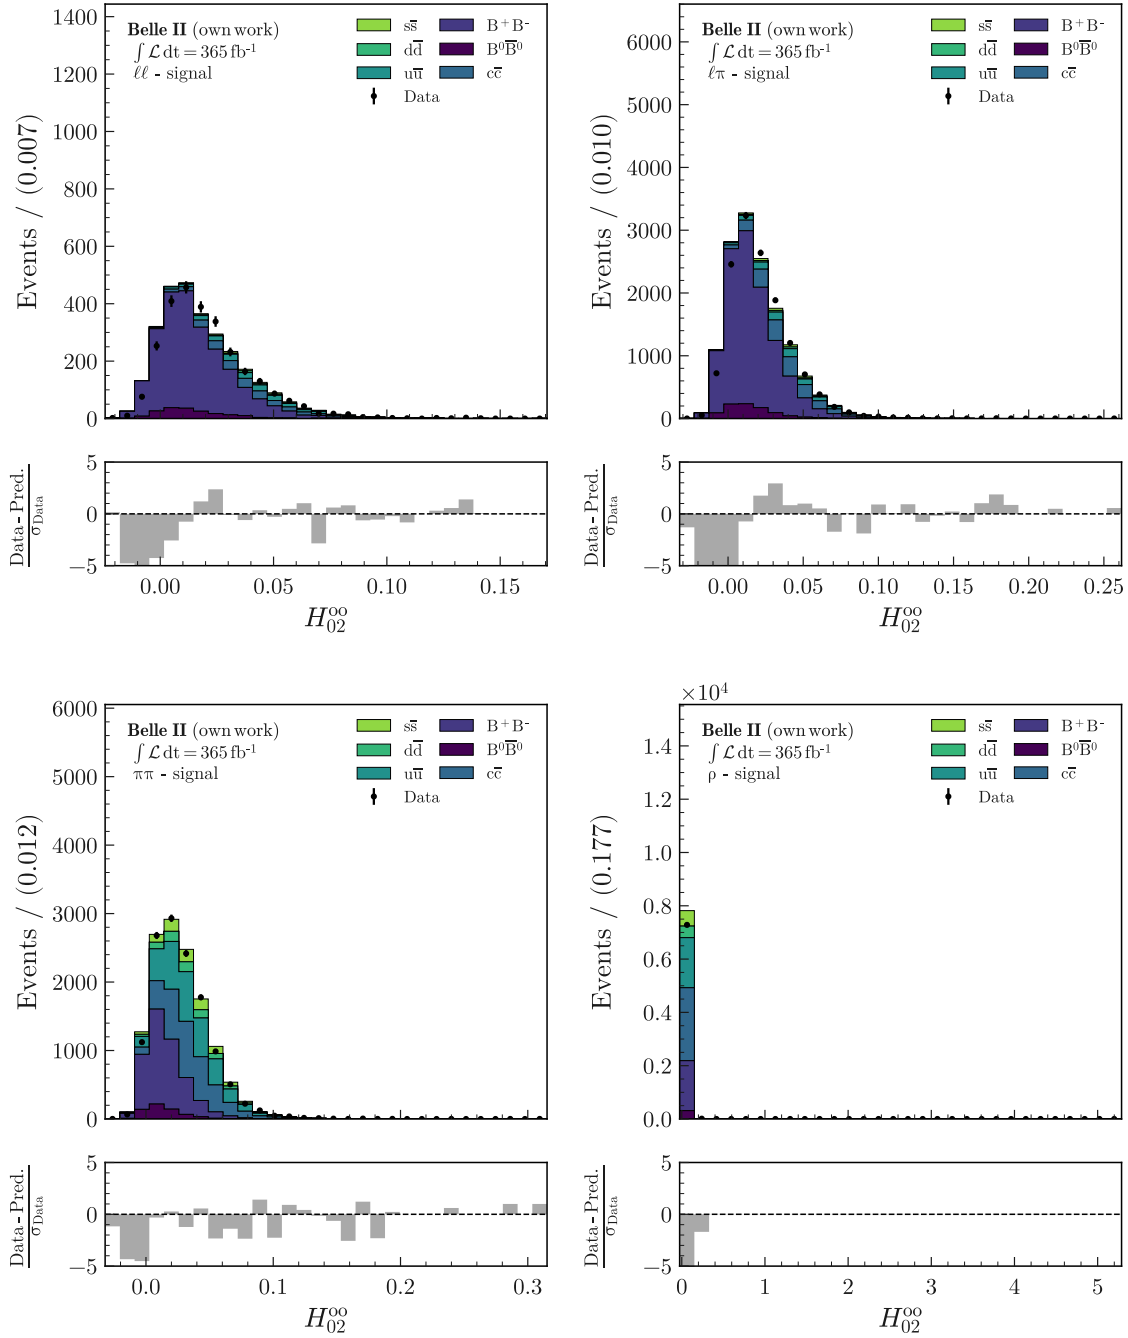 Belle II (own work)
∫ ℒ dt = 365 fb⁻¹
ℓℓ - signal
ss̅
dd̅
uu̅
B⁺B⁻
B⁰B̅⁰
cc̅
Data
Events / (0.007)
1400
1200
1000
800
600
400
200
0
Data - Pred.
σData
5
0
−5
0.00
0.05
0.10
0.15
H₀₂ᵒᵒ
Belle II (own work)
∫ ℒ dt = 365 fb⁻¹
ℓπ - signal
ss̅
dd̅
uu̅
B⁺B⁻
B⁰B̅⁰
cc̅
Data
Events / (0.010)
6000
5000
4000
3000
2000
1000
0
Data - Pred.
σData
5
0
−5
0.00
0.05
0.10
0.15
0.20
0.25
H₀₂ᵒᵒ
Belle II (own work)
∫ ℒ dt = 365 fb⁻¹
ππ - signal
ss̅
dd̅
uu̅
B⁺B⁻
B⁰B̅⁰
cc̅
Data
Events / (0.012)
6000
5000
4000
3000
2000
1000
0
Data - Pred.
σData
5
0
−5
0.0
0.1
0.2
0.3
H₀₂ᵒᵒ
×10⁴
Belle II (own work)
∫ ℒ dt = 365 fb⁻¹
ρ - signal
ss̅
dd̅
uu̅
B⁺B⁻
B⁰B̅⁰
cc̅
Data
Events / (0.177)
1.4
1.2
1.0
0.8
0.6
0.4
0.2
0.0
Data - Pred.
σData
5
0
−5
0
1
2
3
4
5
H₀₂ᵒᵒ